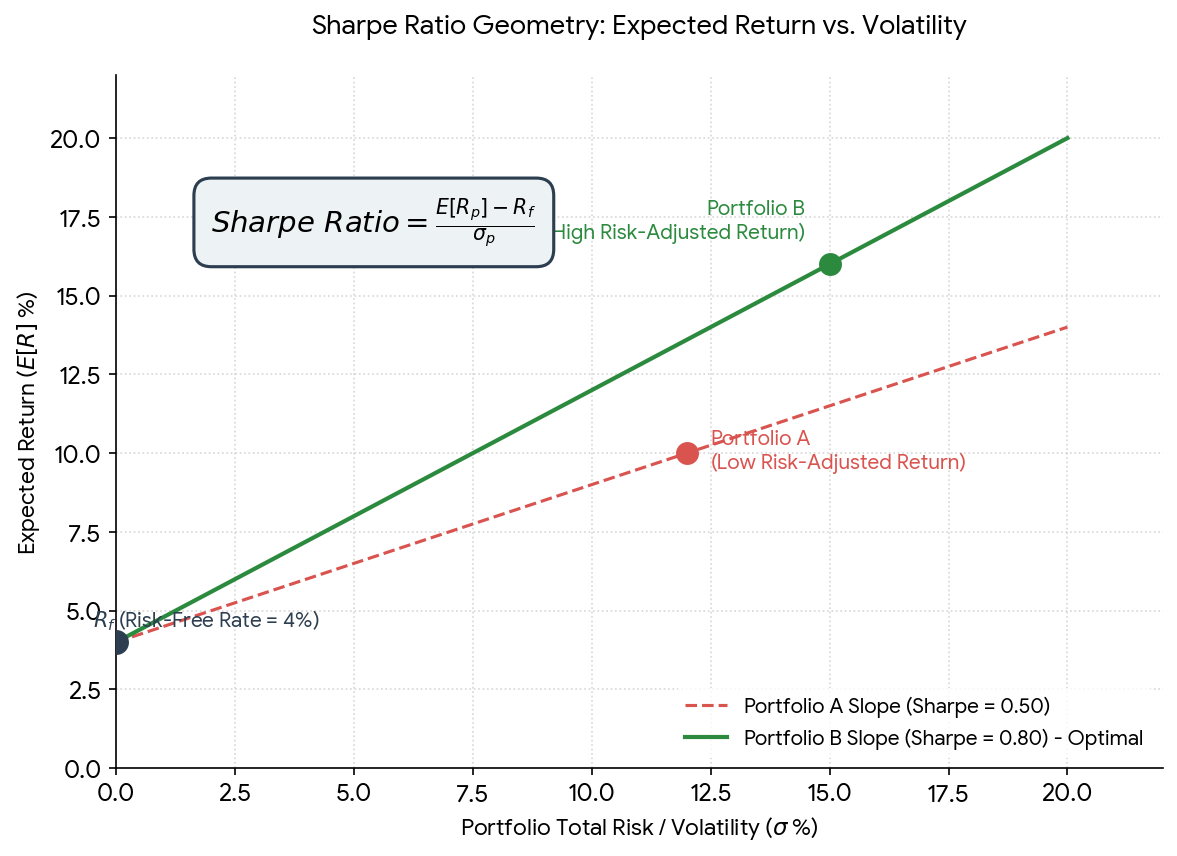 Sharpe Ratio Geometry: Expected Return vs. Volatility
Expected Return (E[R] %)
20.0
17.5
15.0
12.5
10.0
7.5
5.0
2.5
0.0
Sharpe Ratio = E[R_p] − R_f / σ_p
Portfolio B
High Risk-Adjusted Return)
Portfolio A
(Low Risk-Adjusted Return)
R_f (Risk-Free Rate = 4%)
Portfolio A Slope (Sharpe = 0.50)
Portfolio B Slope (Sharpe = 0.80) - Optimal
0.0 2.5 5.0 7.5 10.0 12.5 15.0 17.5 20.0
Portfolio Total Risk / Volatility (σ %)